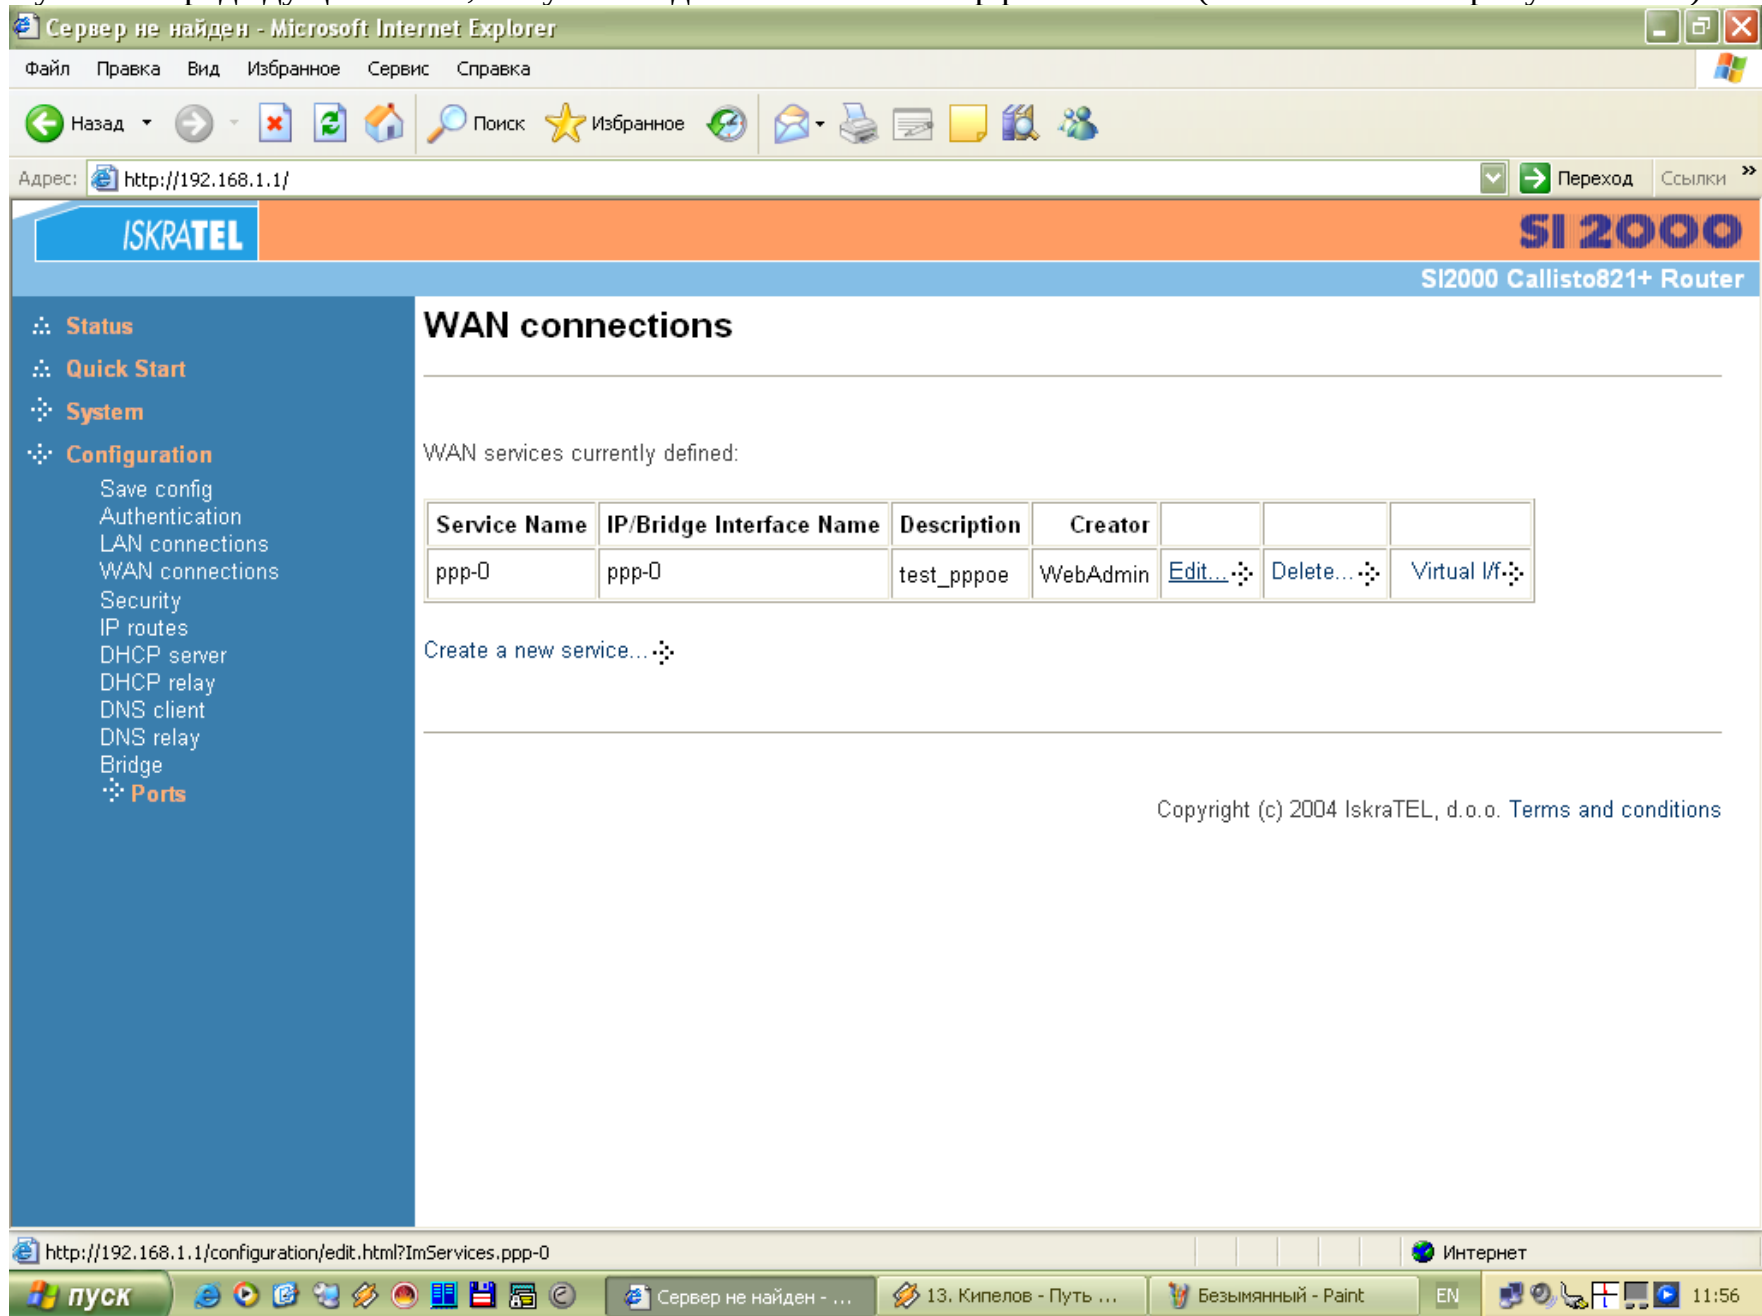 Сервер не найден - Microsoft Internet Explorer
Файл Правка Вид Избранное Сервис Справка
Назад Поиск Избранное
Адрес: http://192.168.1.1/ Переход Ссылки »
ISKRATEL SI 2000
SI2000 Callisto821+ Router
Status
Quick Start
System
Configuration
Save config
Authentication
LAN connections
WAN connections
Security
IP routes
DHCP server
DHCP relay
DNS client
DNS relay
Bridge
Ports
WAN connections
WAN services currently defined:
Service Name IP/Bridge Interface Name Description Creator
ppp-0 ppp-0 test_pppoe WebAdmin Edit... Delete... Virtual I/f
Create a new service...
Copyright (c) 2004 IskraTEL, d.o.o. Terms and conditions
http://192.168.1.1/configuration/edit.html?ImServices.ppp-0 Интернет
пуск Сервер не найден - ... 13. Кипелов - Путь ... Безымянный - Paint EN 11:56